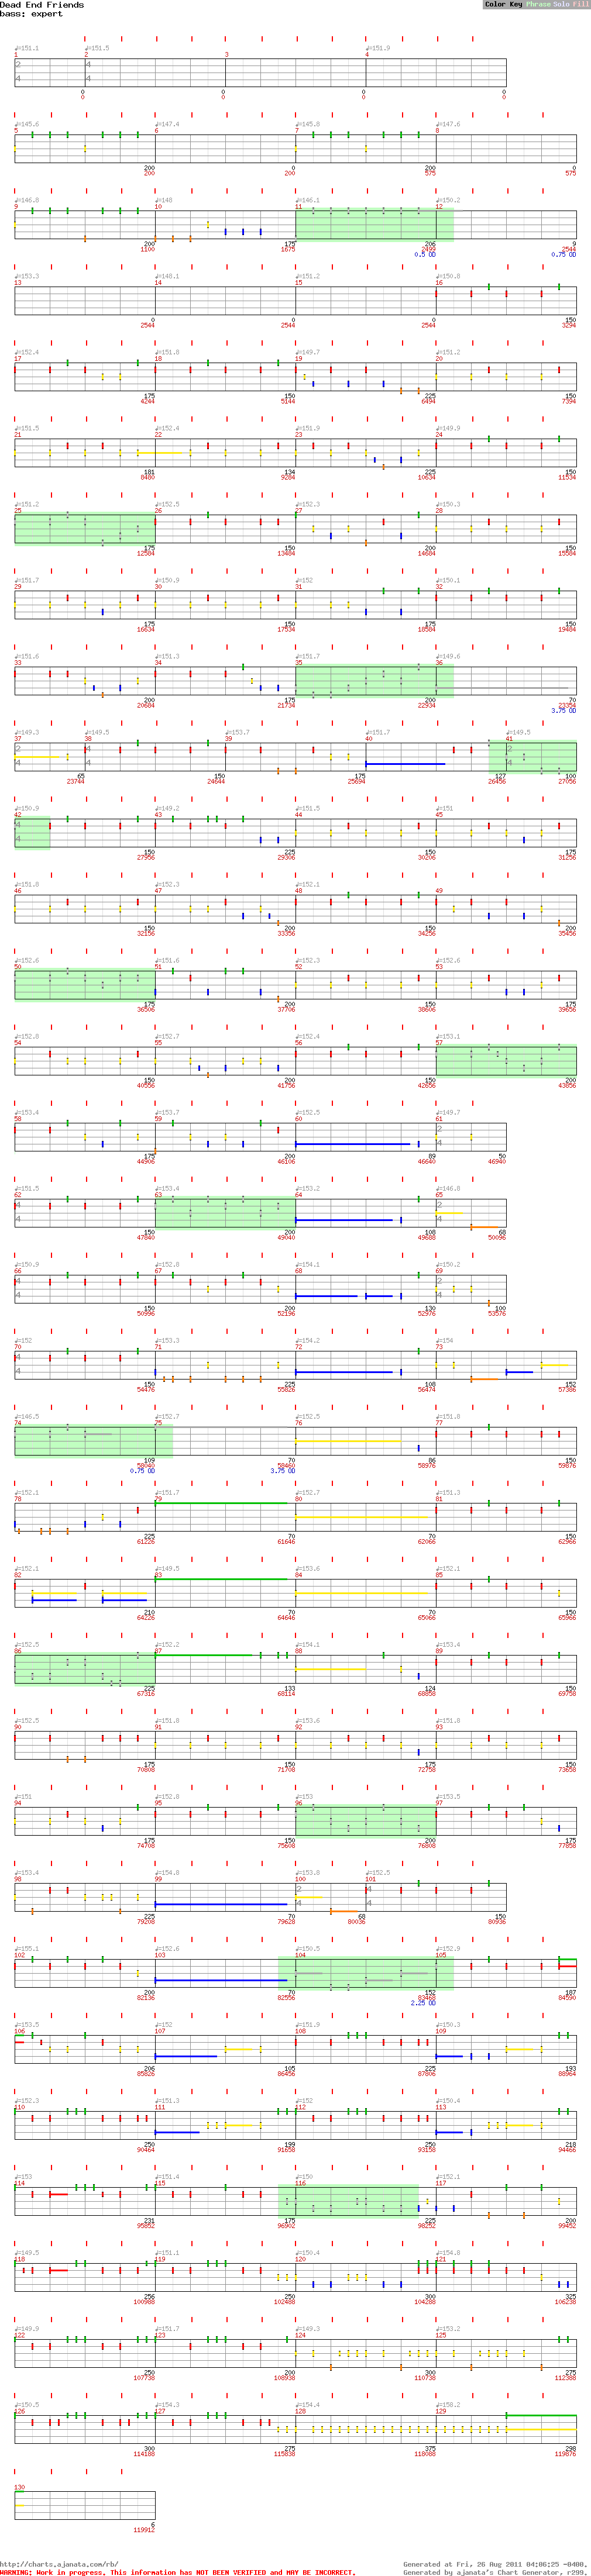 Dead End Friends
bass: expert
Color Key Phrase Solo Fill
♩=151.1 ♩=151.5 ♩=151.9
1 2 3 4
0 0 0 0
0 0 0 0
♩=145.6 ♩=147.4 ♩=145.8 ♩=147.6
5 6 7 8
200 0 200 0
200 200 575 575
♩=146.8 ♩=148 ♩=146.1 ♩=150.2
9 10 11 12
200 175 206 9
1100 1675 2499 2544
0.5 OD 0.75 OD
♩=153.3 ♩=148.1 ♩=151.2 ♩=150.8
13 14 15 16
0 0 0 150
2544 2544 2544 3294
♩=152.4 ♩=151.8 ♩=149.7 ♩=151.2
17 18 19 20
175 150 225 150
4244 5144 6494 7394
♩=151.5 ♩=152.4 ♩=151.9 ♩=149.9
21 22 23 24
181 134 225 150
8480 9284 10634 11534
♩=151.2 ♩=152.5 ♩=152.3 ♩=150.3
25 26 27 28
175 150 200 150
12584 13484 14684 15584
♩=151.7 ♩=150.9 ♩=152 ♩=150.1
29 30 31 32
175 150 175 150
16634 17534 18584 19484
♩=151.6 ♩=151.3 ♩=151.7 ♩=149.6
33 34 35 36
200 175 200 70
20684 21734 22934 23354
3.75 OD
♩=149.3 ♩=149.5 ♩=153.7 ♩=151.7 ♩=149.5
37 38 39 40 41
65 150 175 127 100
23744 24644 25694 26456 27056
♩=150.9 ♩=149.2 ♩=151.5 ♩=151
42 43 44 45
150 225 150 175
27956 29306 30206 31256
♩=151.8 ♩=152.3 ♩=152.1
46 47 48 49
150 200 150 200
32156 33356 34256 35456
♩=152.6 ♩=151.6 ♩=152.3 ♩=152.6
50 51 52 53
175 200 150 175
36506 37706 38606 39656
♩=152.8 ♩=152.7 ♩=152.4 ♩=153.1
54 55 56 57
150 200 150 200
40556 41756 42656 43856
♩=153.4 ♩=153.7 ♩=152.5 ♩=149.7
58 59 60 61
175 200 89 50
44906 46106 46640 46940
♩=151.5 ♩=153.4 ♩=153.2 ♩=146.8
62 63 64 65
150 200 108 68
47840 49040 49688 50096
♩=150.9 ♩=152.8 ♩=154.1 ♩=150.2
66 67 68 69
150 200 130 100
50996 52196 52976 53576
♩=152 ♩=153.3 ♩=154.2 ♩=154
70 71 72 73
150 225 108 152
54476 55826 56474 57386
♩=146.5 ♩=152.7 ♩=152.5 ♩=151.8
74 75 76 77
109 70 86 150
58040 58460 58976 59876
0.75 OD 3.75 OD
♩=152.1 ♩=151.7 ♩=152.7 ♩=151.3
78 79 80 81
225 70 70 150
61226 61646 62066 62966
♩=152.1 ♩=149.5 ♩=153.6 ♩=152.1
82 83 84 85
210 70 70 150
64226 64646 65066 65966
♩=152.5 ♩=152.2 ♩=154.1 ♩=153.4
86 87 88 89
225 133 124 150
67316 68114 68858 69758
♩=152.5 ♩=151.8 ♩=153.6 ♩=151.8
90 91 92 93
175 150 175 150
70808 71708 72758 73658
♩=151 ♩=152.8 ♩=153 ♩=153.5
94 95 96 97
175 150 200 175
74708 75608 76808 77858
♩=153.4 ♩=154.8 ♩=153.8 ♩=152.5
98 99 100 101
225 70 68 150
79208 79628 80036 80936
♩=155.1 ♩=152.6 ♩=150.5 ♩=152.9
102 103 104 105
200 70 152 187
82136 82556 83468 84590
2.25 OD
♩=153.5 ♩=152 ♩=151.9 ♩=150.3
106 107 108 109
206 105 225 193
85826 86456 87806 88964
♩=152.3 ♩=151.3 ♩=152 ♩=150.4
110 111 112 113
250 199 250 218
90464 91658 93158 94466
♩=153 ♩=151.4 ♩=150 ♩=152.1
114 115 116 117
231 175 225 200
95852 96902 98252 99452
♩=149.5 ♩=151.1 ♩=150.4 ♩=154.8
118 119 120 121
256 250 300 325
100988 102488 104288 106238
♩=149.9 ♩=151.7 ♩=149.3 ♩=153.2
122 123 124 125
250 200 300 275
107738 108938 110738 112388
♩=150.5 ♩=154.3 ♩=154.4 ♩=158.2
126 127 128 129
300 275 375 298
114188 115838 118088 119876
130
6
119912
http://charts.ajanata.com/rb/
Generated at Fri, 26 Aug 2011 04:06:25 -0400.
WARNING: Work in progress. This information has NOT BEEN VERIFIED and MAY BE INCORRECT.
Generated by ajanata's Chart Generator, r299.